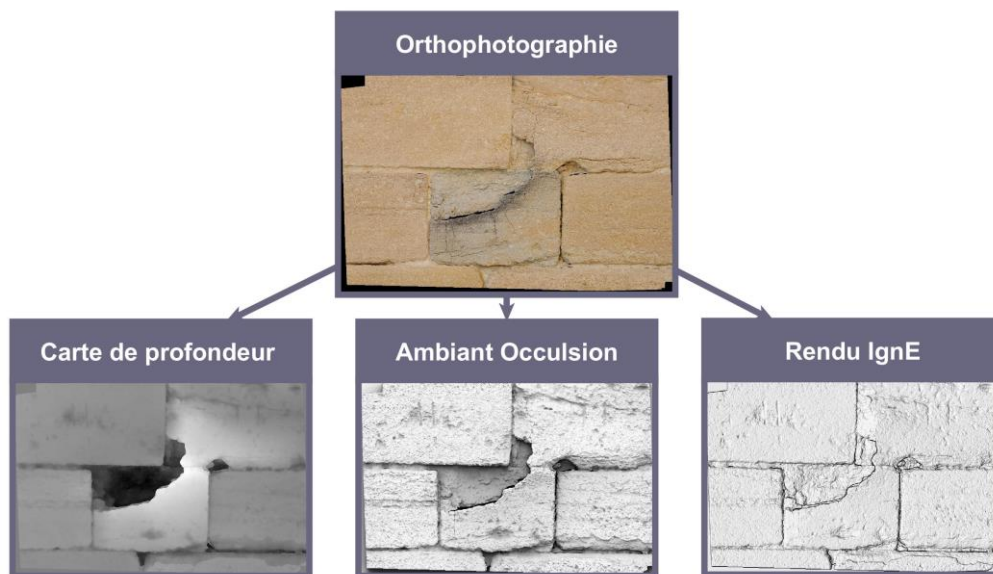 Orthophotographie
Carte de profondeur
Ambiant Occulsion
Rendu IgnE